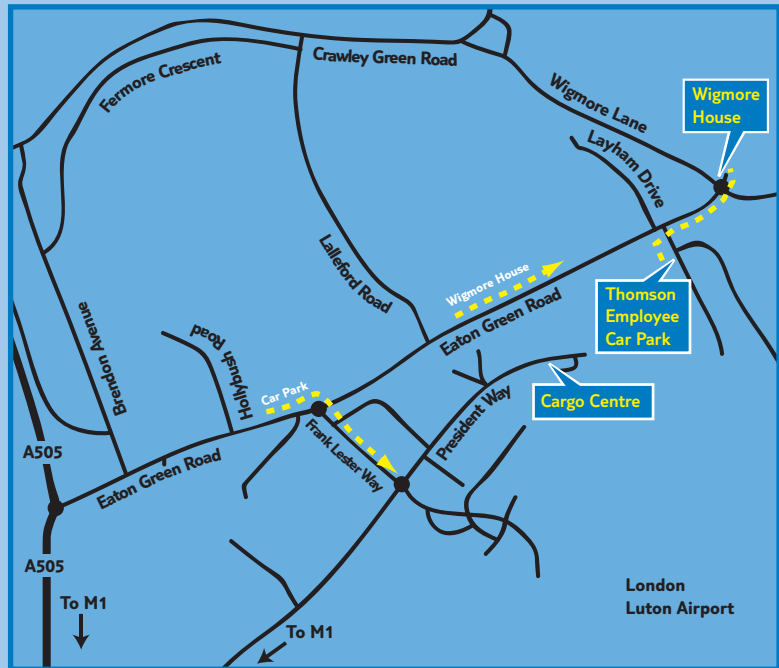 Crawley Green Road
Fermore Crescent
Wigmore Lane
Wigmore
House
Layham Drive
Lalleford Road
Wigmore House
Eaton Green Road
Thomson
Employee
Car Park
Brendon Avenue
Hollybush Road
Car Park
Cargo Centre
President Way
Frank Lester Way
A505
Eaton Green Road
A505
London
Luton Airport
To M1
To M1